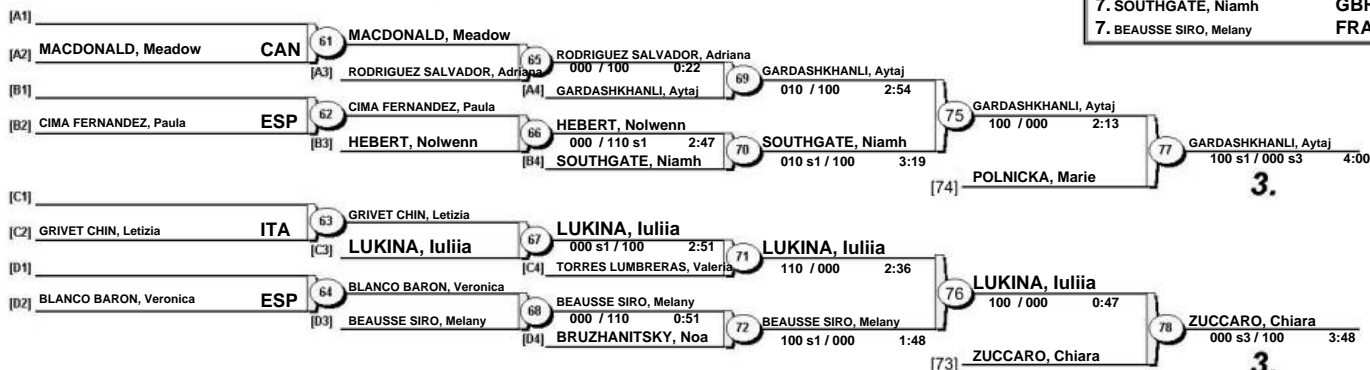 7. SOUTHGATE, Niamh GBR
7. BEAUSSE SIRO, Melany FRA
[A1]
[A2] MACDONALD, Meadow CAN
61
MACDONALD, Meadow
[A3] RODRIGUEZ SALVADOR, Adriana
65
RODRIGUEZ SALVADOR, Adriana
000 / 100 0:22
[A4] GARDASHKHANLI, Aytaj
69
GARDASHKHANLI, Aytaj
010 / 100 2:54
[B1]
[B2] CIMA FERNANDEZ, Paula ESP
62
CIMA FERNANDEZ, Paula
[B3] HEBERT, Nolwenn
66
HEBERT, Nolwenn
000 / 110 s1 2:47
[B4] SOUTHGATE, Niamh
70
SOUTHGATE, Niamh
010 s1 / 100 3:19
75
GARDASHKHANLI, Aytaj
100 / 000 2:13
[74] POLNICKA, Marie
77
GARDASHKHANLI, Aytaj
100 s1 / 000 s3 4:00
3.
[C1]
[C2] GRIVET CHIN, Letizia ITA
63
GRIVET CHIN, Letizia
[C3] LUKINA, Iuliia
67
LUKINA, Iuliia
000 s1 / 100 2:51
[C4] TORRES LUMBRERAS, Valeria
71
LUKINA, Iuliia
110 / 000 2:36
[D1]
[D2] BLANCO BARON, Veronica ESP
64
BLANCO BARON, Veronica
[D3] BEAUSSE SIRO, Melany
68
BEAUSSE SIRO, Melany
000 / 110 0:51
[D4] BRUZHANITSKY, Noa
72
BEAUSSE SIRO, Melany
100 s1 / 000 1:48
76
LUKINA, Iuliia
100 / 000 0:47
[73] ZUCCARO, Chiara
78
ZUCCARO, Chiara
000 s3 / 100 3:48
3.